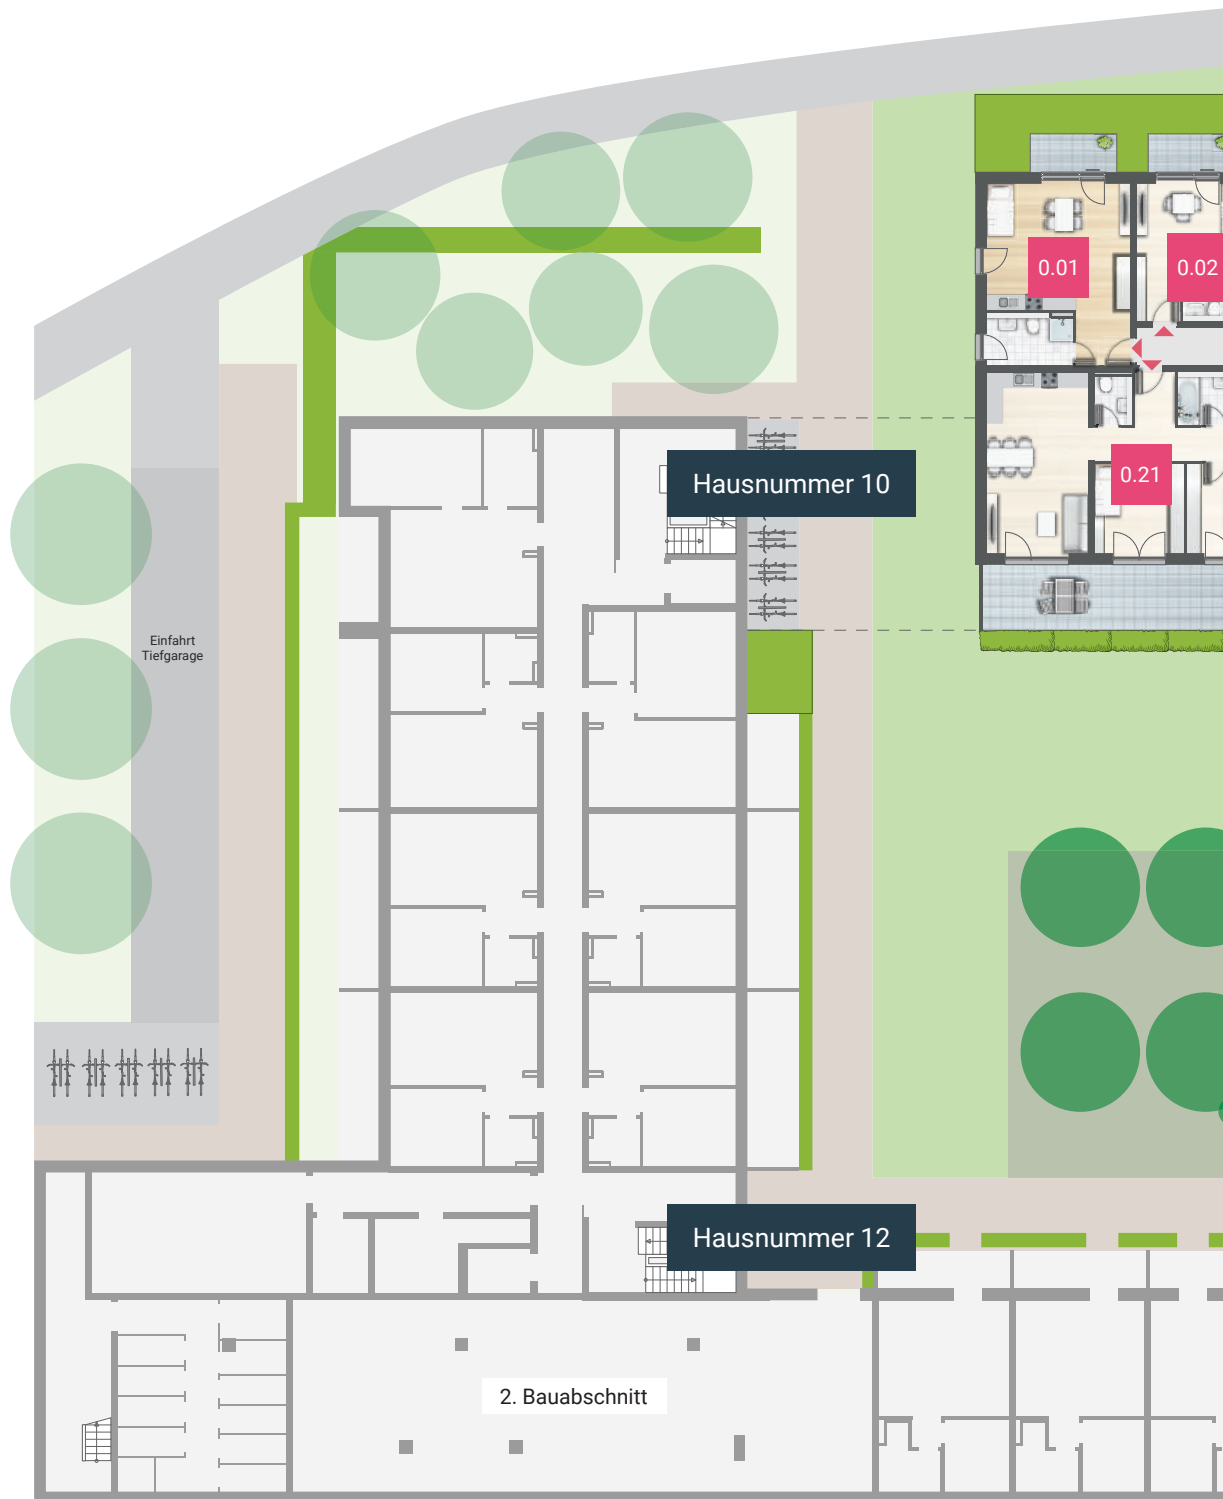 0.01
0.02
Hausnummer 10
0.21
Einfahrt
Tiefgarage
Hausnummer 12
2. Bauabschnitt